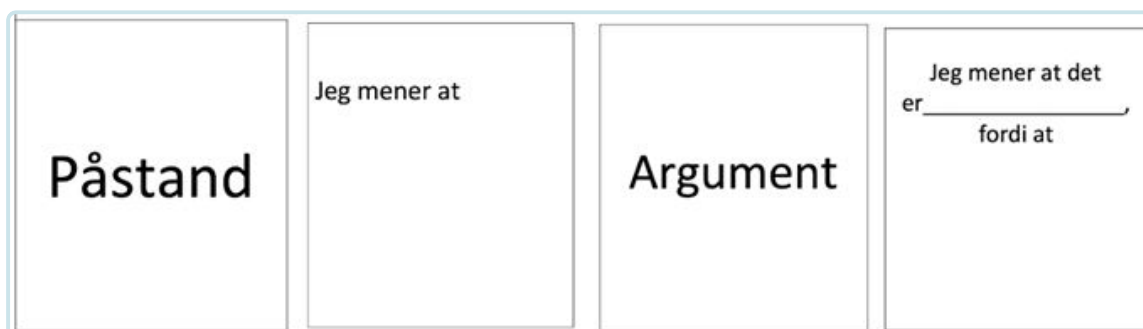 Påstand
Jeg mener at
Argument
Jeg mener at det
er_________________,
fordi at